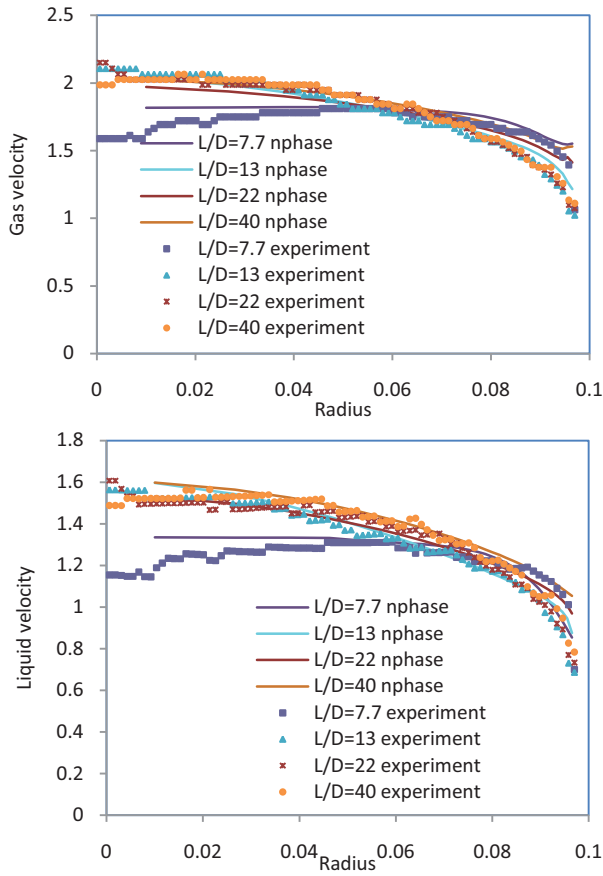 2.5
2
1.5
1
0.5
0
Gas velocity
L/D=7.7 nphase
L/D=13 nphase
L/D=22 nphase
L/D=40 nphase
L/D=7.7 experiment
L/D=13 experiment
L/D=22 experiment
L/D=40 experiment
0 0.02 0.04 0.06 0.08 0.1
Radius
1.8
1.6
1.4
1.2
1
0.8
0.6
0.4
0.2
0
Liquid velocity
L/D=7.7 nphase
L/D=13 nphase
L/D=22 nphase
L/D=40 nphase
L/D=7.7 experiment
L/D=13 experiment
L/D=22 experiment
L/D=40 experiment
0 0.02 0.04 0.06 0.08 0.1
Radius